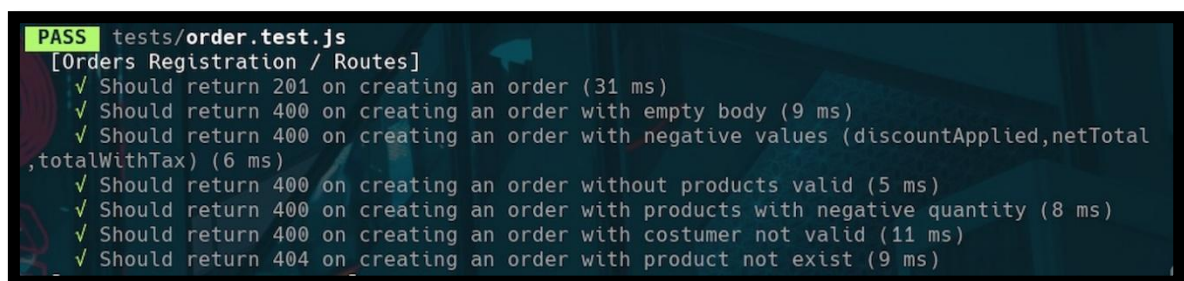 PASS tests/order.test.js
[Orders Registration / Routes]
√ Should return 201 on creating an order (31 ms)
√ Should return 400 on creating an order with empty body (9 ms)
√ Should return 400 on creating an order with negative values (discountApplied,netTotal
,totalWithTax) (6 ms)
√ Should return 400 on creating an order without products valid (5 ms)
√ Should return 400 on creating an order with products with negative quantity (8 ms)
√ Should return 400 on creating an order with costumer not valid (11 ms)
√ Should return 404 on creating an order with product not exist (9 ms)